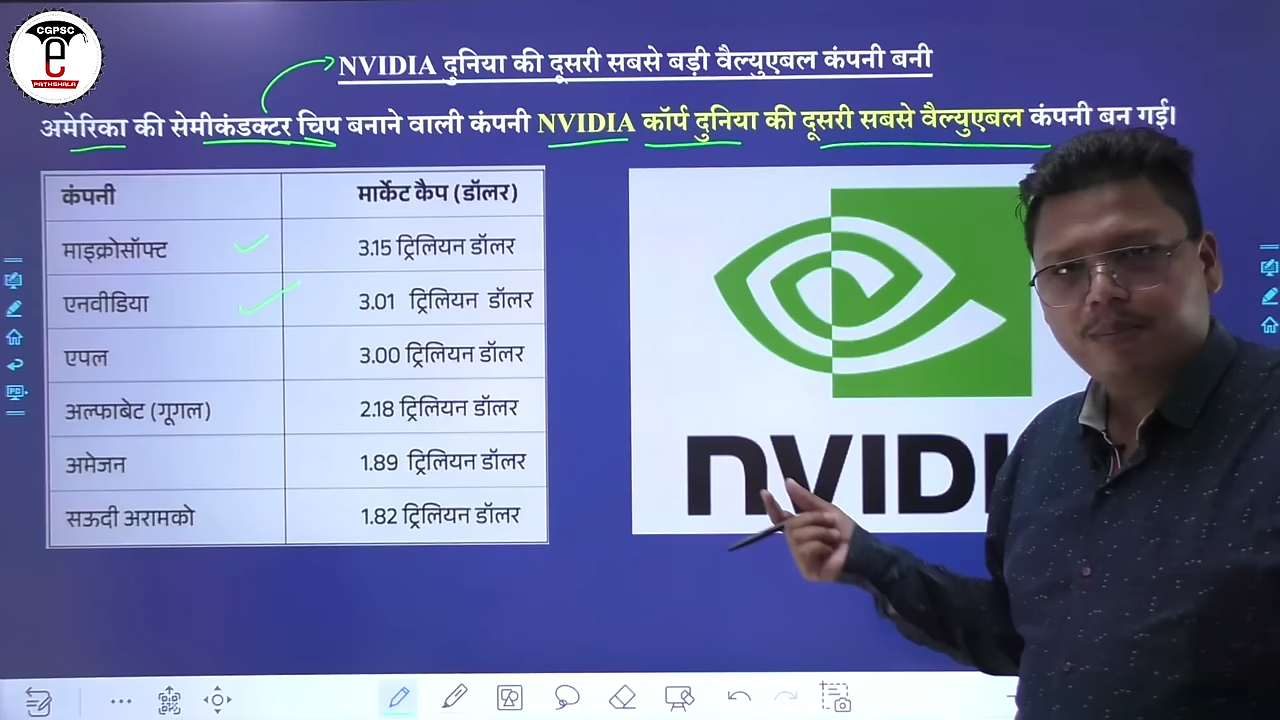 CGPSC
e
PATHSHALA
NVIDIA दुनिया की दूसरी सबसे बड़ी वैल्युएबल कंपनी बनी
अमेरिका की सेमीकंडक्टर चिप बनाने वाली कंपनी NVIDIA कॉर्प दुनिया की दूसरी सबसे वैल्युएबल कंपनी बन गई।
कंपनी मार्केट कैप (डॉलर)
माइक्रोसॉफ्ट 3.15 ट्रिलियन डॉलर
एनवीडिया 3.01 ट्रिलियन डॉलर
एपल 3.00 ट्रिलियन डॉलर
अल्फाबेट (गूगल) 2.18 ट्रिलियन डॉलर
अमेजन 1.89 ट्रिलियन डॉलर
सऊदी अरामको 1.82 ट्रिलियन डॉलर
NVIDI